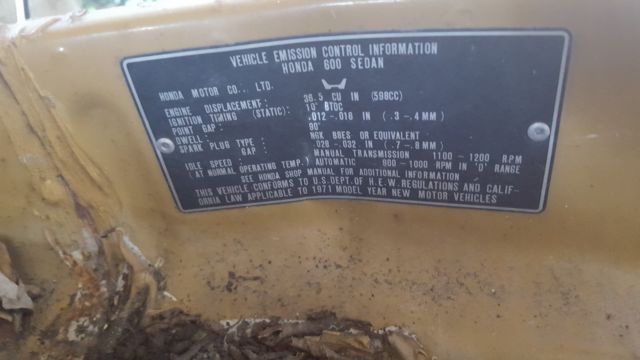 VEHICLE EMISSION CONTROL INFORMATION
HONDA 600 SEDAN
HONDA MOTOR CO., LTD.
ENGINE DISPLACEMENT: 36.5 CU IN (598CC)
IGNITION TIMING (STATIC): 10° BTDC
POINT GAP: .012-.016 IN (.3-.4MM)
DWELL: 90°
SPARK PLUG TYPE: NGK B8ES OR EQUIVALENT
GAP: .028-.032 IN (.7-.8MM)
IDLE SPEED: MANUAL TRANSMISSION 1100-1200 RPM
(AT NORMAL OPERATING TEMP.) AUTOMATIC 900-1000 RPM IN 'D' RANGE
SEE HONDA SHOP MANUAL FOR ADDITIONAL INFORMATION
THIS VEHICLE CONFORMS TO U.S.DEPT.OF H.E.W.REGULATIONS AND CALIF-
ORNIA LAW APPLICABLE TO 1971 MODEL YEAR NEW MOTOR VEHICLES